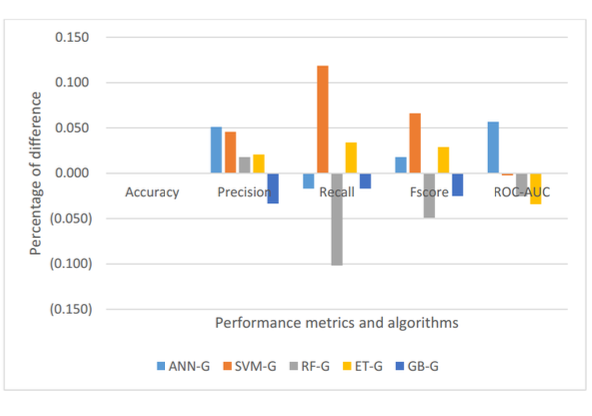 0.150
0.100
0.050
0.000
(0.050)
(0.100)
(0.150)
Percentage of difference
Accuracy Precision Recall Fscore ROC-AUC
Performance metrics and algorithms
ANN-G SVM-G RF-G ET-G GB-G